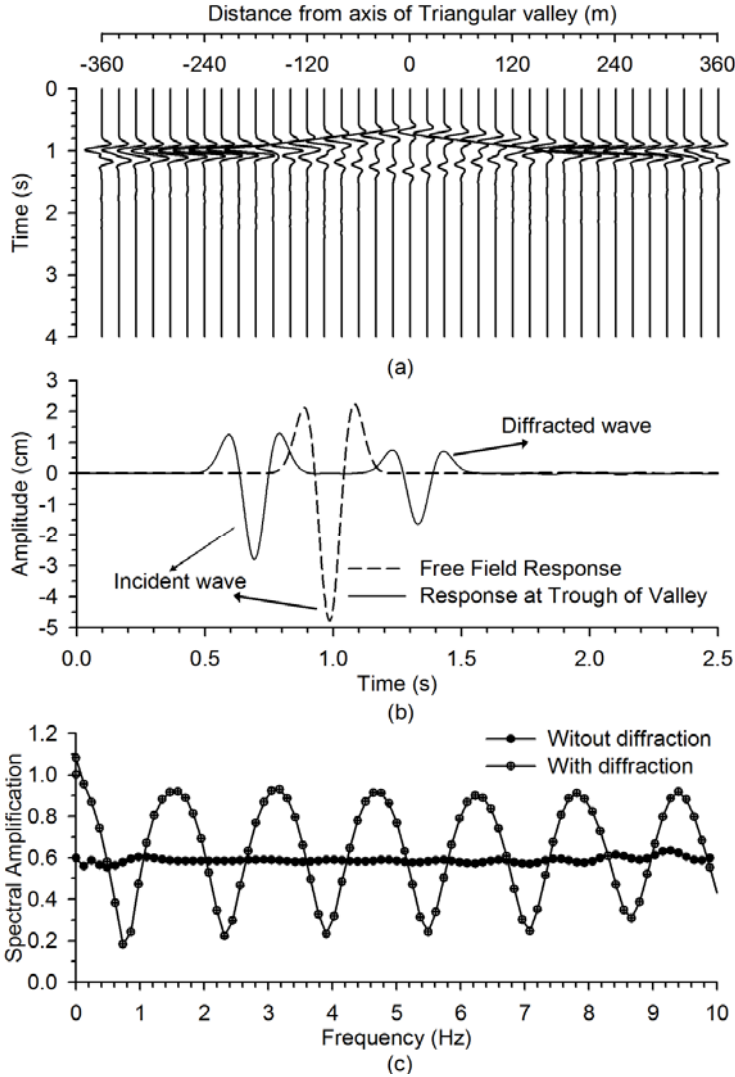 Distance from axis of Triangular valley (m)
-360 -240 -120 0 120 240 360
0
1
2
3
4
Time (s)
(a)
3
2
1
0
-1
-2
-3
-4
-5
Amplitude (cm)
Diffracted wave
Incident wave
Free Field Response
Response at Trough of Valley
0.0 0.5 1.0 1.5 2.0 2.5
Time (s)
(b)
1.2
1.0
0.8
0.6
0.4
0.2
0.0
Spectral Amplification
Witout diffraction
With diffraction
0 1 2 3 4 5 6 7 8 9 10
Frequency (Hz)
(c)